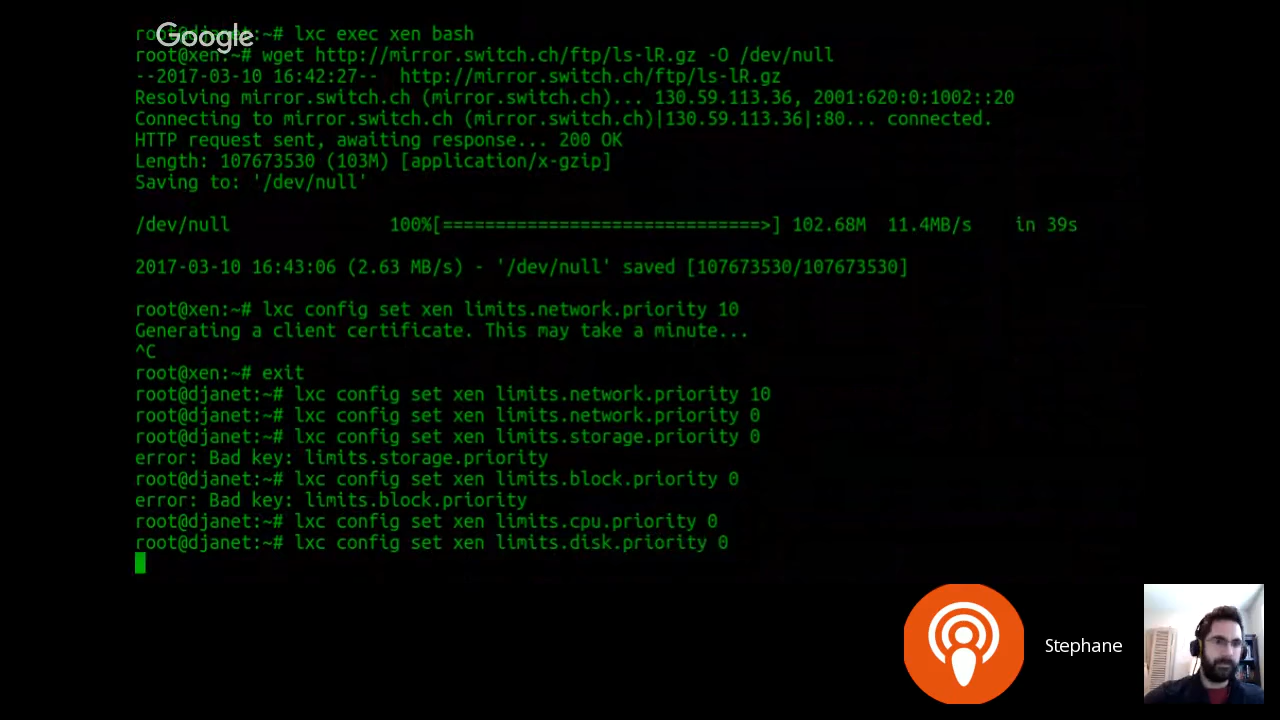 root@djanet:~# lxc exec xen bash
Google
root@xen:~# wget http://mirror.switch.ch/ftp/ls-lR.gz -O /dev/null
--2017-03-10 16:42:27--  http://mirror.switch.ch/ftp/ls-lR.gz
Resolving mirror.switch.ch (mirror.switch.ch)... 130.59.113.36, 2001:620:0:1002::20
Connecting to mirror.switch.ch (mirror.switch.ch)|130.59.113.36|:80... connected.
HTTP request sent, awaiting response... 200 OK
Length: 107673530 (103M) [application/x-gzip]
Saving to: '/dev/null'
/dev/null               100%[==============================>] 102.68M  11.4MB/s    in 39s
2017-03-10 16:43:06 (2.63 MB/s) - '/dev/null' saved [107673530/107673530]
root@xen:~# lxc config set xen limits.network.priority 10
Generating a client certificate. This may take a minute...
^C
root@xen:~# exit
root@djanet:~# lxc config set xen limits.network.priority 10
root@djanet:~# lxc config set xen limits.network.priority 0
root@djanet:~# lxc config set xen limits.storage.priority 0
error: Bad key: limits.storage.priority
root@djanet:~# lxc config set xen limits.block.priority 0
error: Bad key: limits.block.priority
root@djanet:~# lxc config set xen limits.cpu.priority 0
root@djanet:~# lxc config set xen limits.disk.priority 0
Stephane